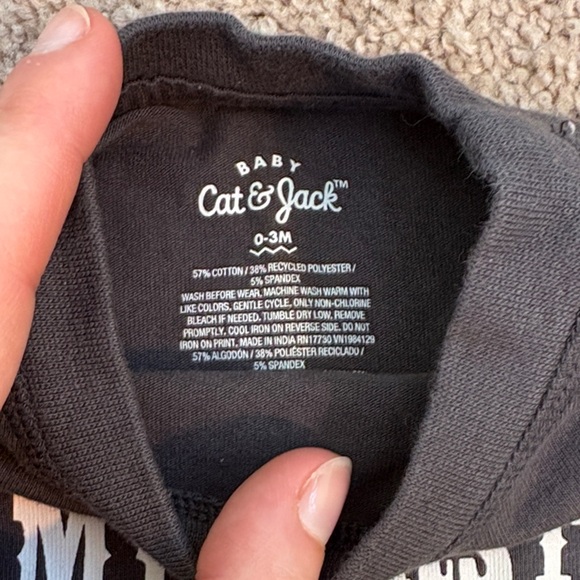 BABY
Cat & Jack™
0-3M
57% COTTON / 38% RECYCLED POLYESTER /
5% SPANDEX
WASH BEFORE WEAR. MACHINE WASH WARM WITH
LIKE COLORS. GENTLE CYCLE. ONLY NON-CHLORINE
BLEACH IF NEEDED. TUMBLE DRY LOW. REMOVE
PROMPTLY. COOL IRON ON REVERSE SIDE. DO NOT
IRON ON PRINT. MADE IN INDIA RN17730 VN1984129
57% ALGODÓN / 38% POLIÉSTER RECICLADO /
5% SPANDEX